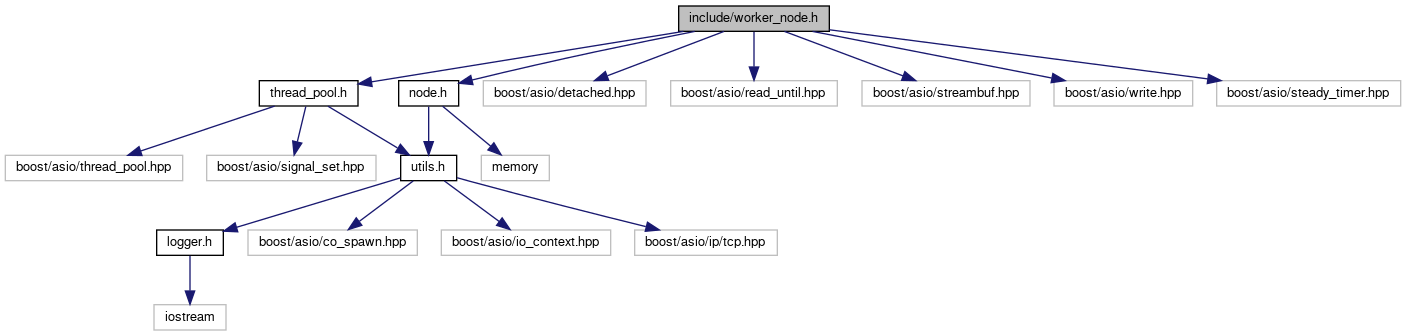 include/worker_node.h
thread_pool.h
node.h
boost/asio/detached.hpp
boost/asio/read_until.hpp
boost/asio/streambuf.hpp
boost/asio/write.hpp
boost/asio/steady_timer.hpp
boost/asio/thread_pool.hpp
boost/asio/signal_set.hpp
utils.h
memory
logger.h
boost/asio/co_spawn.hpp
boost/asio/io_context.hpp
boost/asio/ip/tcp.hpp
iostream